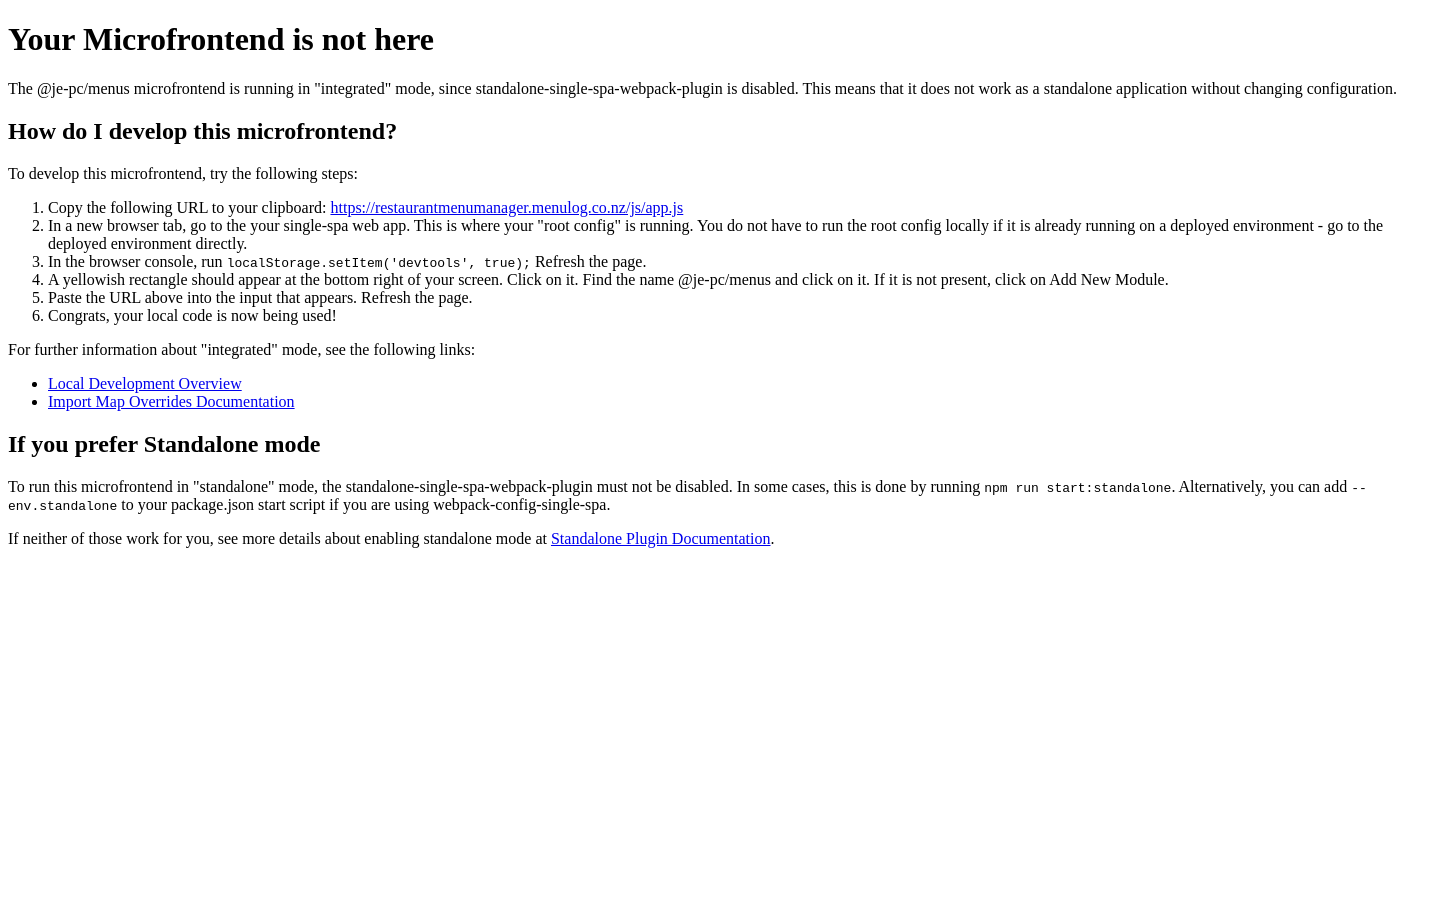 Your Microfrontend is not here
The @je-pc/menus microfrontend is running in "integrated" mode, since standalone-single-spa-webpack-plugin is disabled. This means that it does not work as a standalone application without changing configuration.
How do I develop this microfrontend?
To develop this microfrontend, try the following steps:
1. Copy the following URL to your clipboard: https://restaurantmenumanager.menulog.co.nz/js/app.js
2. In a new browser tab, go to the your single-spa web app. This is where your "root config" is running. You do not have to run the root config locally if it is already running on a deployed environment - go to the
deployed environment directly.
3. In the browser console, run localStorage.setItem('devtools', true); Refresh the page.
4. A yellowish rectangle should appear at the bottom right of your screen. Click on it. Find the name @je-pc/menus and click on it. If it is not present, click on Add New Module.
5. Paste the URL above into the input that appears. Refresh the page.
6. Congrats, your local code is now being used!
For further information about "integrated" mode, see the following links:
• Local Development Overview
• Import Map Overrides Documentation
If you prefer Standalone mode
To run this microfrontend in "standalone" mode, the standalone-single-spa-webpack-plugin must not be disabled. In some cases, this is done by running npm run start:standalone. Alternatively, you can add --
env.standalone to your package.json start script if you are using webpack-config-single-spa.
If neither of those work for you, see more details about enabling standalone mode at Standalone Plugin Documentation.